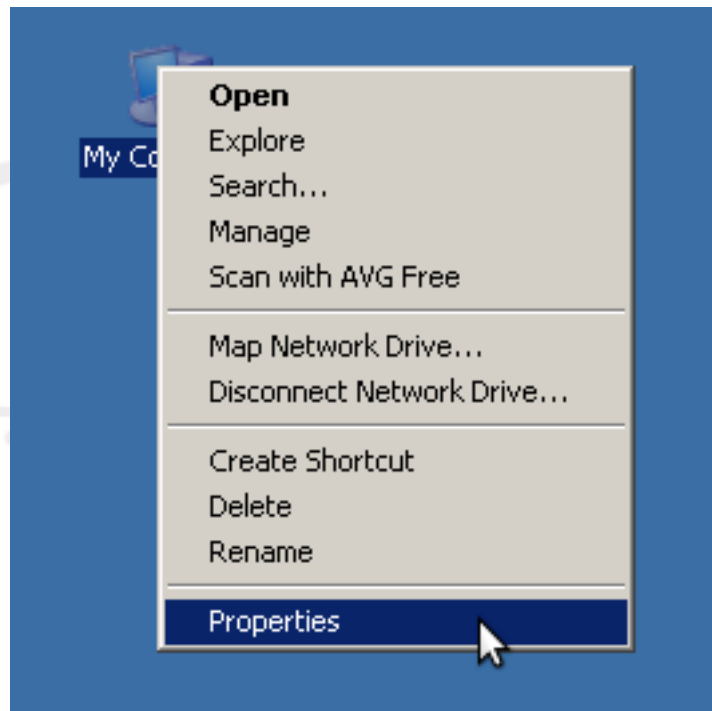 My Co
Open
Explore
Search...
Manage
Scan with AVG Free
Map Network Drive...
Disconnect Network Drive...
Create Shortcut
Delete
Rename
Properties